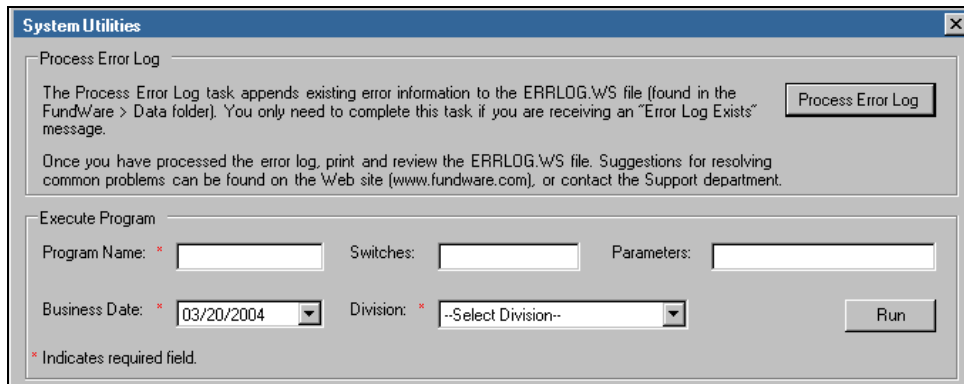 System Utilities
Process Error Log
The Process Error Log task appends existing error information to the ERRLOG.WS file (found in the
FundWare > Data folder). You only need to complete this task if you are receiving an "Error Log Exists"
message.
Process Error Log
Once you have processed the error log, print and review the ERRLOG.WS file. Suggestions for resolving
common problems can be found on the Web site (www.fundware.com), or contact the Support department.
Execute Program
Program Name: * Switches: Parameters:
Business Date: * 03/20/2004 Division: * --Select Division-- Run
* Indicates required field.